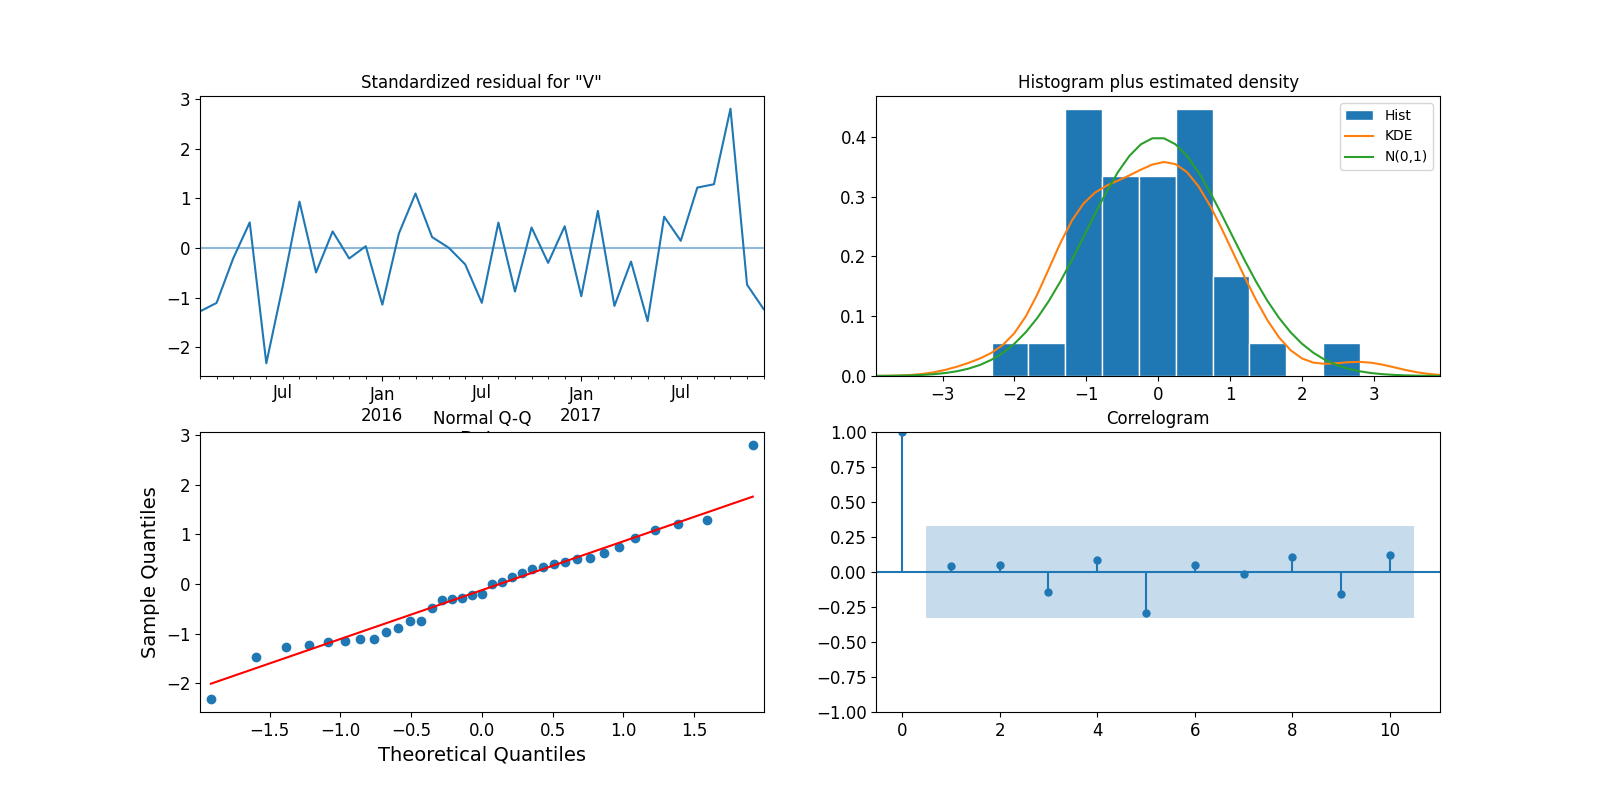 Standardized residual for "V"
3
2
1
0
−1
−2
Jul
Jan
2016
Jul
Jan
2017
Jul
Histogram plus estimated density
Hist
KDE
N(0,1)
0.4
0.3
0.2
0.1
0.0
−3 −2 −1 0 1 2 3
Normal Q-Q
Sample Quantiles
3
2
1
0
−1
−2
−1.5 −1.0 −0.5 0.0 0.5 1.0 1.5
Theoretical Quantiles
Correlogram
1.00
0.75
0.50
0.25
0.00
−0.25
−0.50
−0.75
−1.00
0 2 4 6 8 10